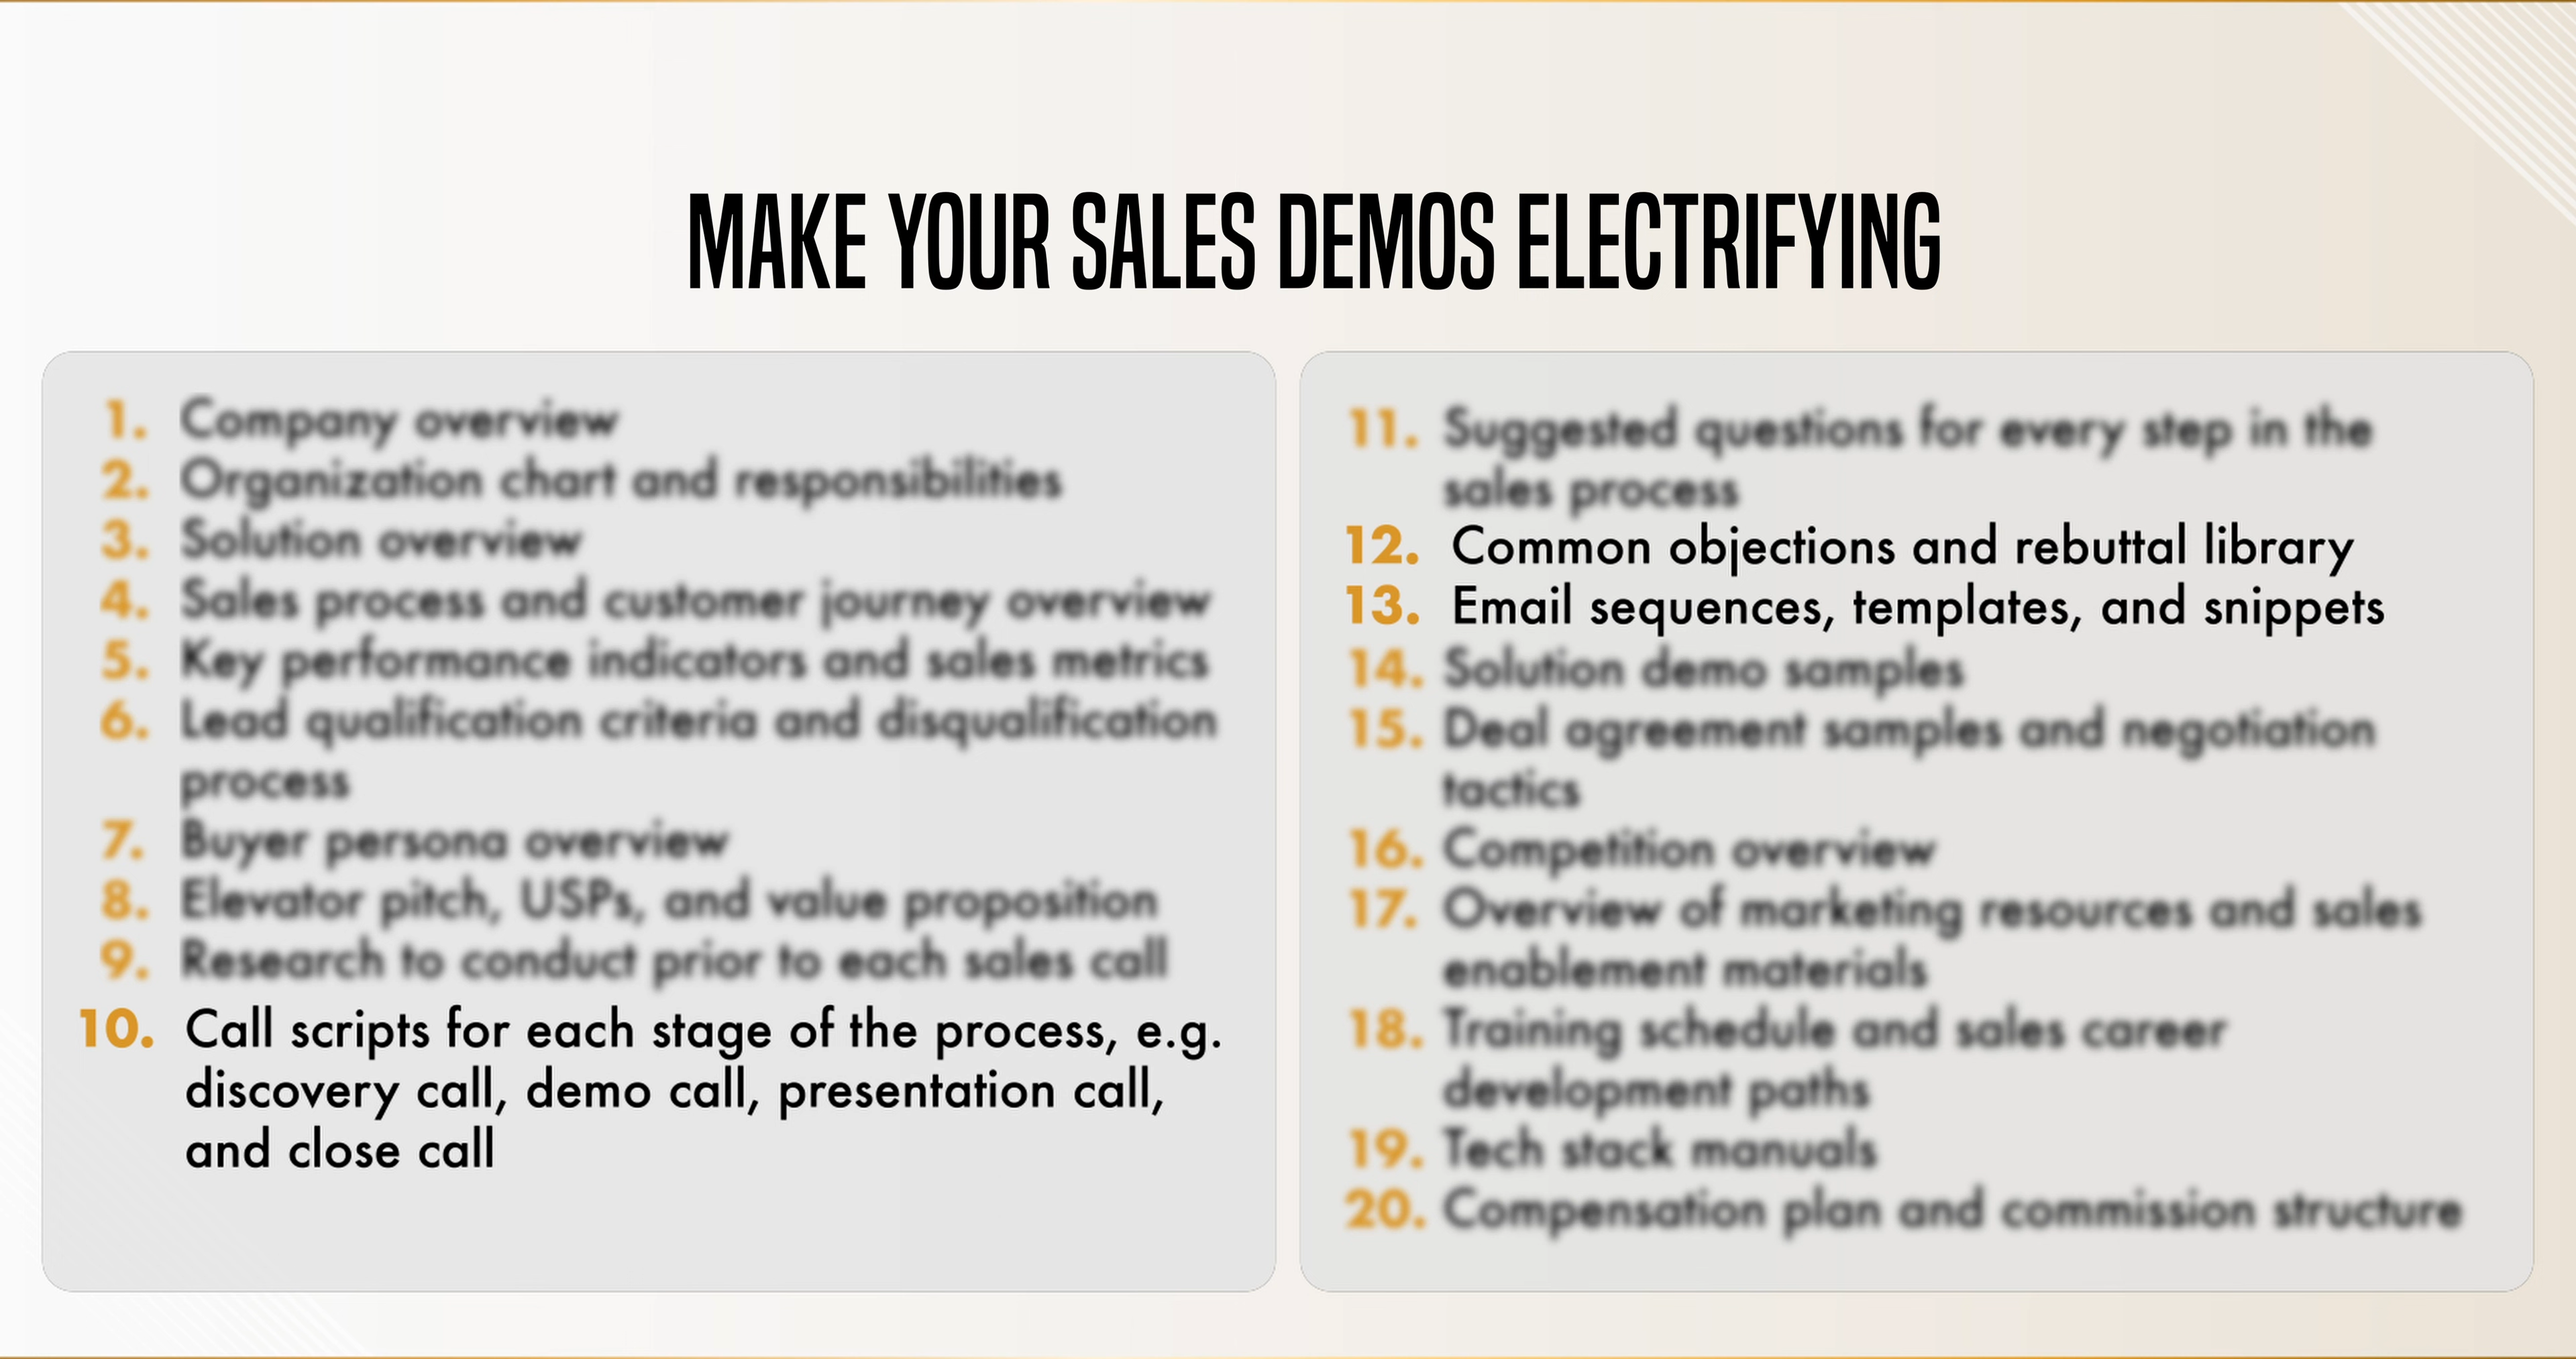 MAKE YOUR SALES DEMOS ELECTRIFYING
1. Company overview
2. Organization chart and responsibilities
3. Solution overview
4. Sales process and customer journey overview
5. Key performance indicators and sales metrics
6. Lead qualification criteria and disqualification
process
7. Buyer persona overview
8. Elevator pitch, USPs, and value proposition
9. Research to conduct prior to each sales call
10. Call scripts for each stage of the process, e.g.
discovery call, demo call, presentation call,
and close call
11. Suggested questions for every step in the
sales process
12. Common objections and rebuttal library
13. Email sequences, templates, and snippets
14. Solution demo samples
15. Deal agreement samples and negotiation
tactics
16. Competition overview
17. Overview of marketing resources and sales
enablement materials
18. Training schedule and sales career
development paths
19. Tech stack manuals
20. Compensation plan and commission structure